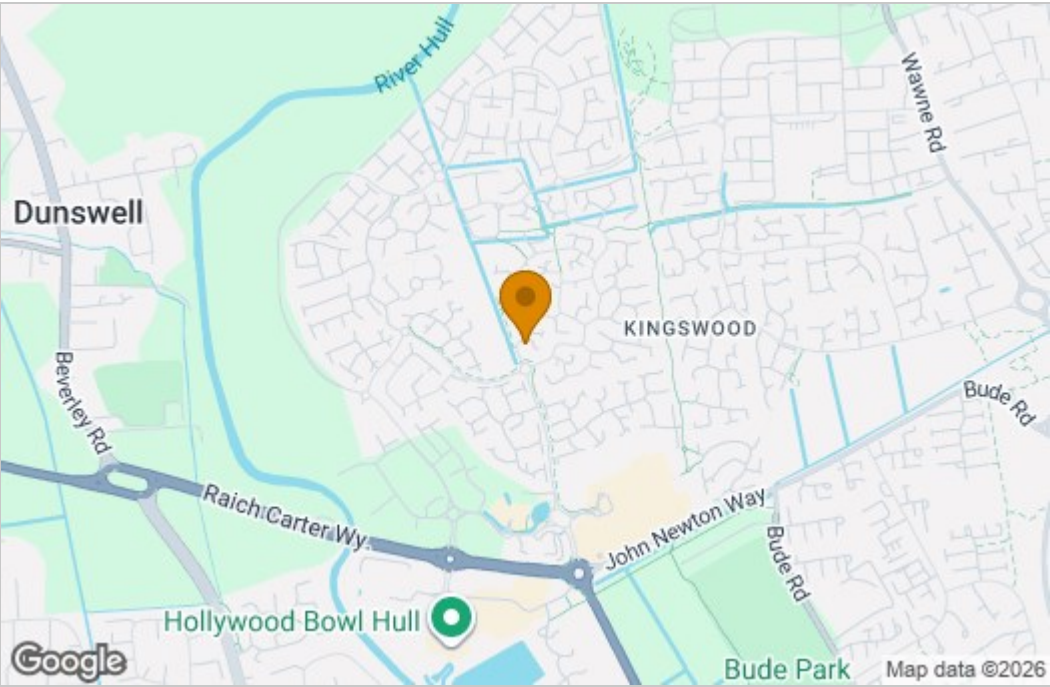 River Hull
Wawne Rd
Dunswell
KINGSWOOD
Beverley Rd
Bude Rd
Raich Carter Wy.
John Newton Way
Bude Rd
Hollywood Bowl Hull
Bude Park
Google
Map data ©2026